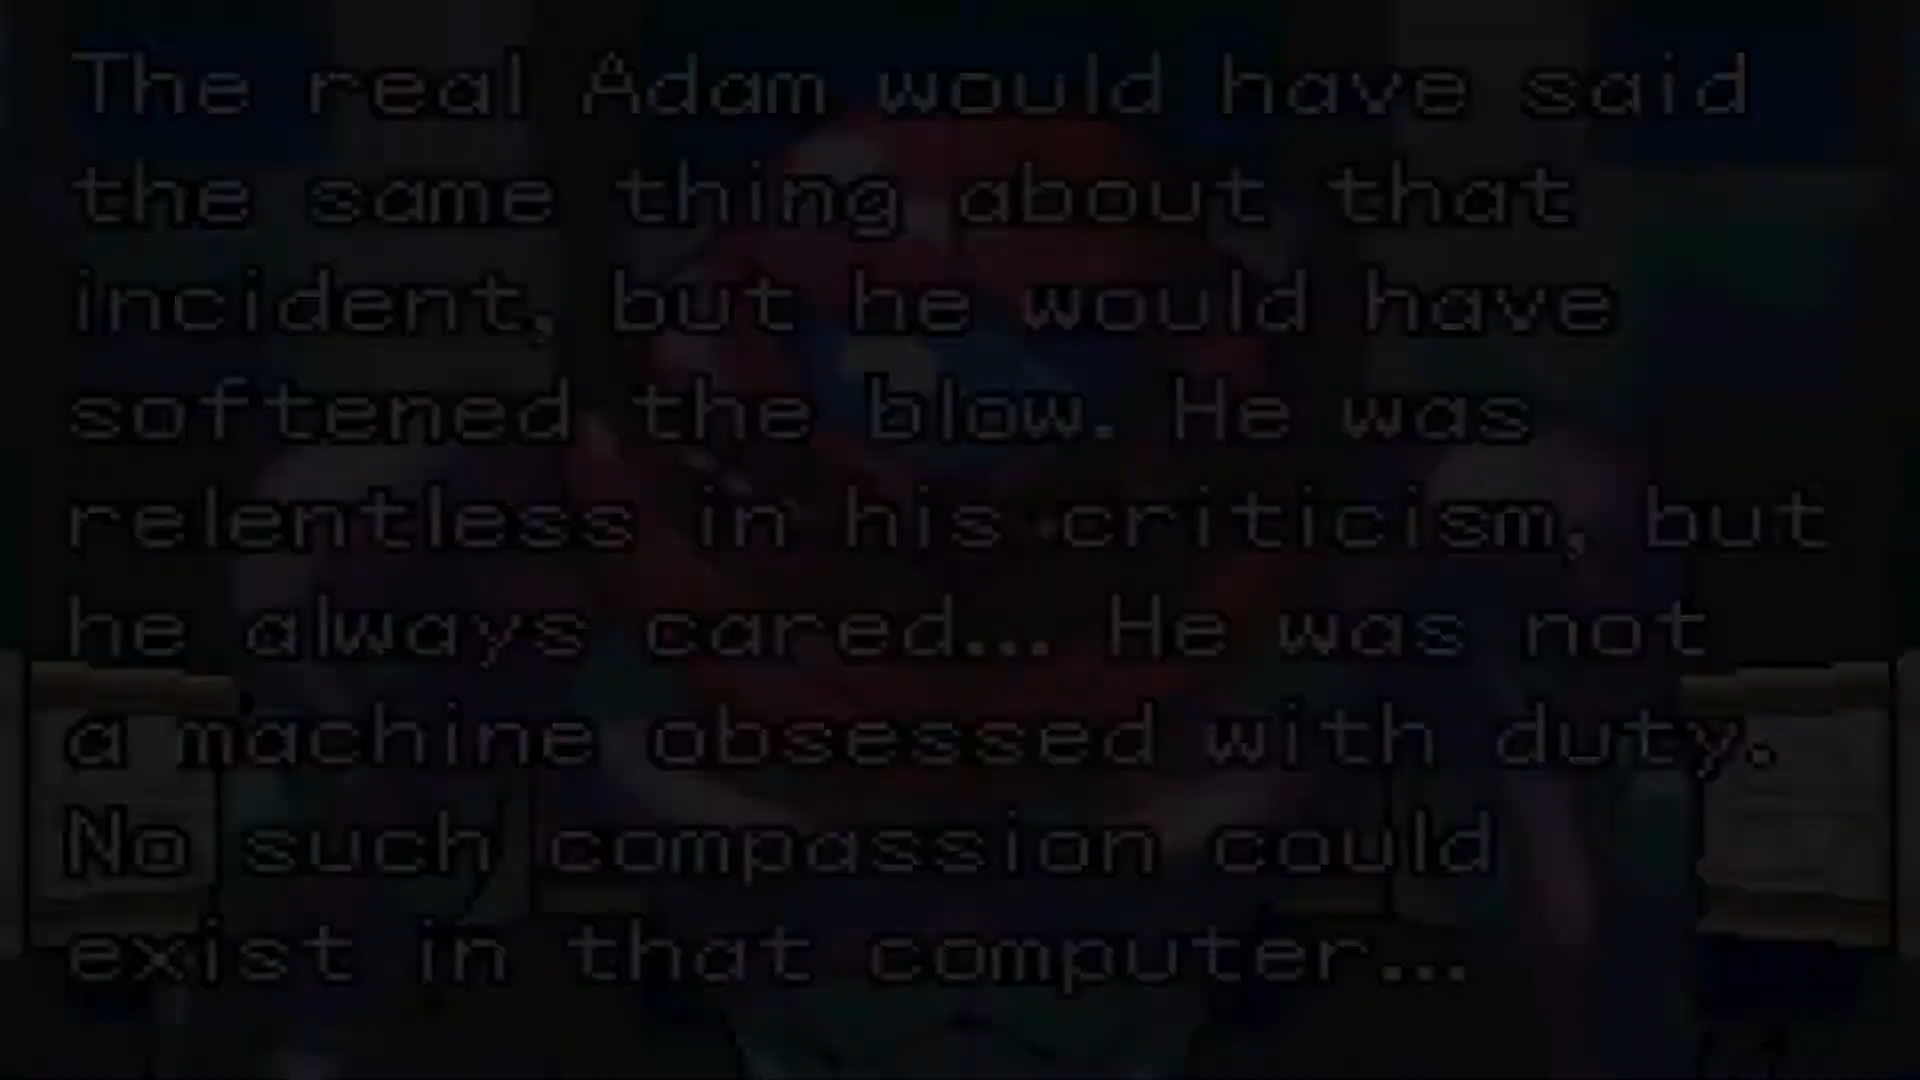 The real Adam would have said
the same thing about that
incident, but he would have
softened the blow. He was
relentless in his criticism, but
he always cared... He was not
a machine obsessed with duty.
No such compassion could
exist in that computer...